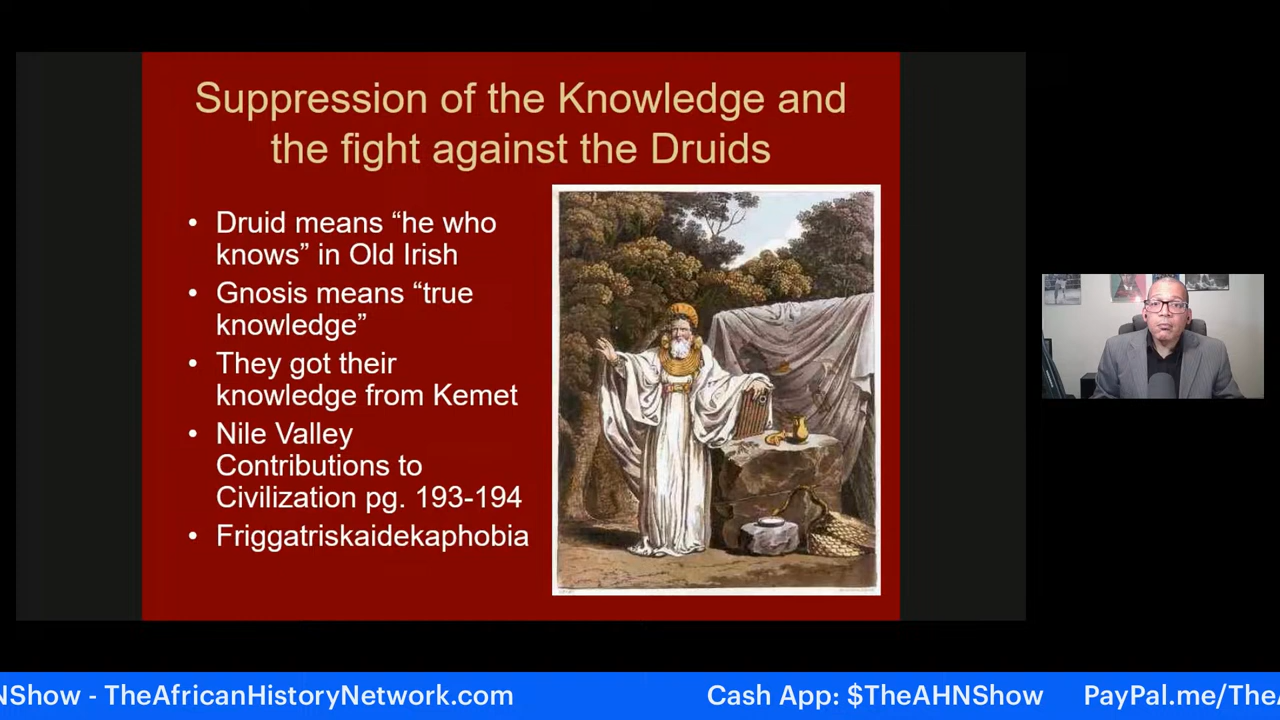 Suppression of the Knowledge and
the fight against the Druids
• Druid means “he who
knows” in Old Irish
• Gnosis means “true
knowledge”
• They got their
knowledge from Kemet
• Nile Valley
Contributions to
Civilization pg. 193-194
• Friggatriskaidekaphobia
NShow - TheAfricanHistoryNetwork.com Cash App: $TheAHNShow PayPal.me/TheA